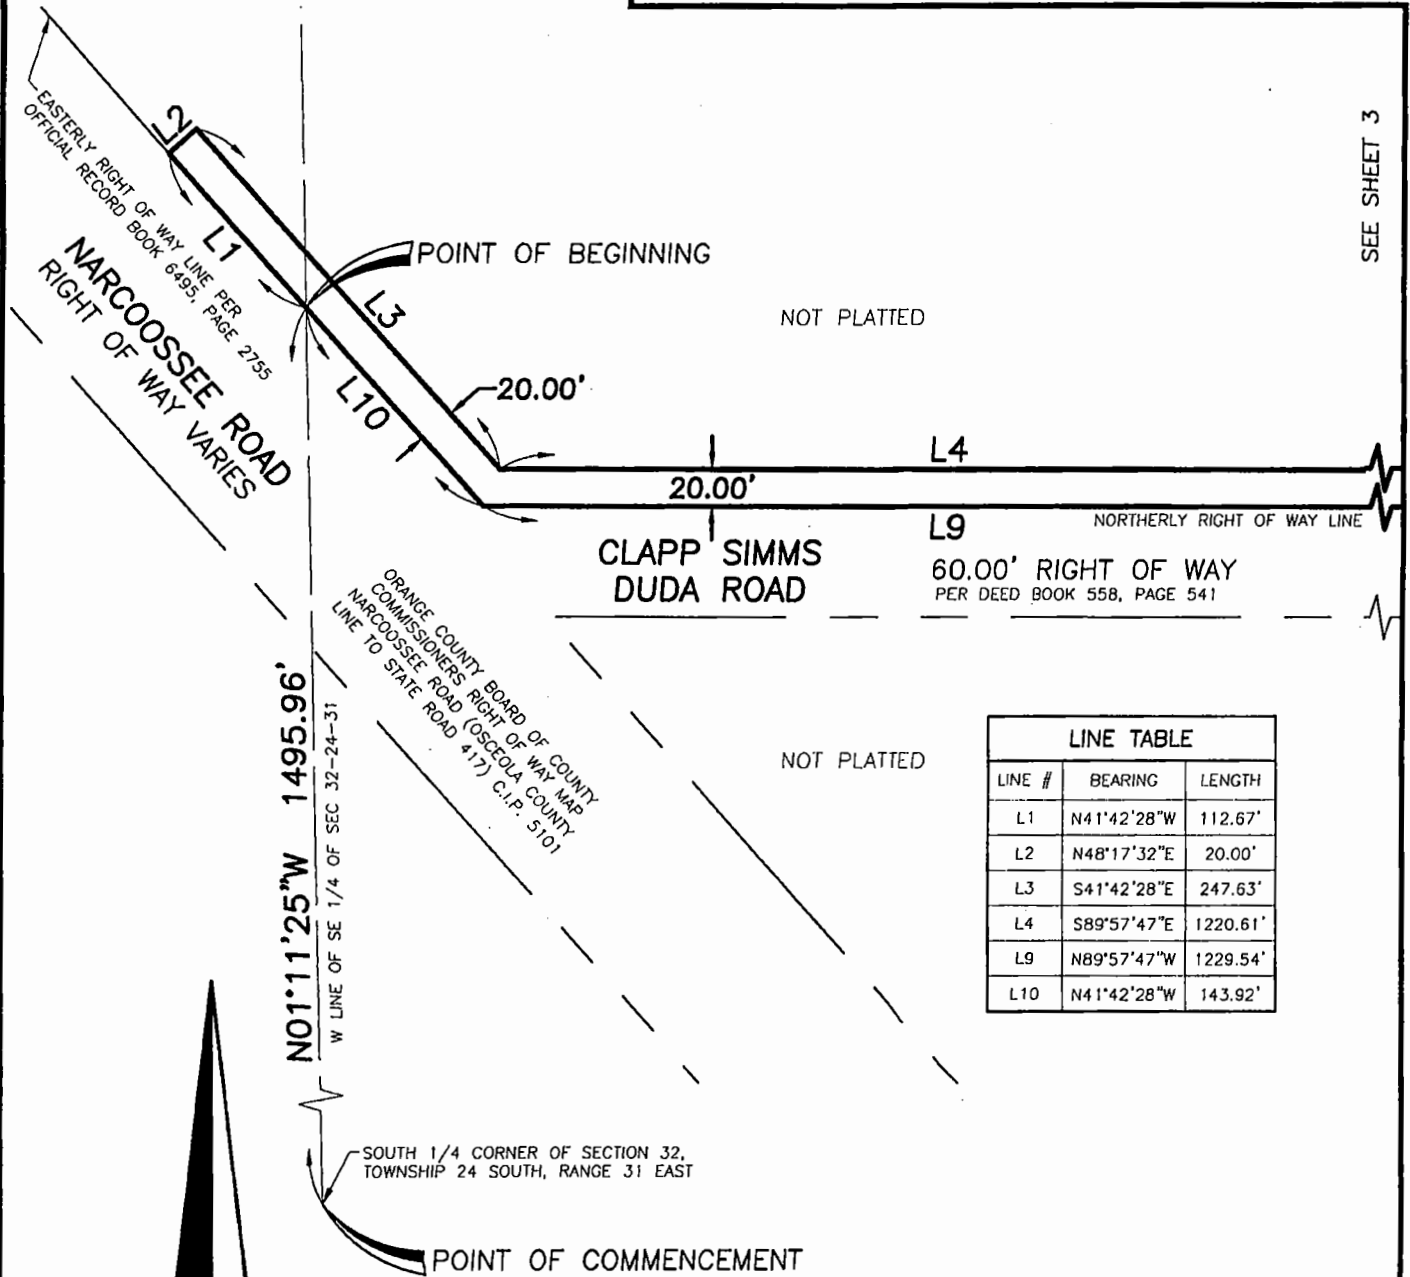 L2
EASTERLY RIGHT OF WAY LINE PER
OFFICIAL RECORD BOOK 6495, PAGE 2755
L1
NARCOOSSEE ROAD
RIGHT OF WAY VARIES
POINT OF BEGINNING
L3
NOT PLATTED
SEE SHEET 3
L10
20.00'
L4
20.00'
L9
NORTHERLY RIGHT OF WAY LINE
CLAPP SIMMS
DUDA ROAD
60.00' RIGHT OF WAY
PER DEED BOOK 558, PAGE 541
ORANGE COUNTY BOARD OF COUNTY
COMMISSIONERS RIGHT OF WAY MAP
NARCOOSSEE ROAD (OSCEOLA COUNTY
LINE TO STATE ROAD 417) C.I.P. 5101
N01°11'25"W 1495.96'
W LINE OF SE 1/4 OF SEC 32-24-31
NOT PLATTED
LINE TABLE
LINE # BEARING LENGTH
L1 N41°42'28"W 112.67'
L2 N48°17'32"E 20.00'
L3 S41°42'28"E 247.63'
L4 S89°57'47"E 1220.61'
L9 N89°57'47"W 1229.54'
L10 N41°42'28"W 143.92'
SOUTH 1/4 CORNER OF SECTION 32,
TOWNSHIP 24 SOUTH, RANGE 31 EAST
POINT OF COMMENCEMENT